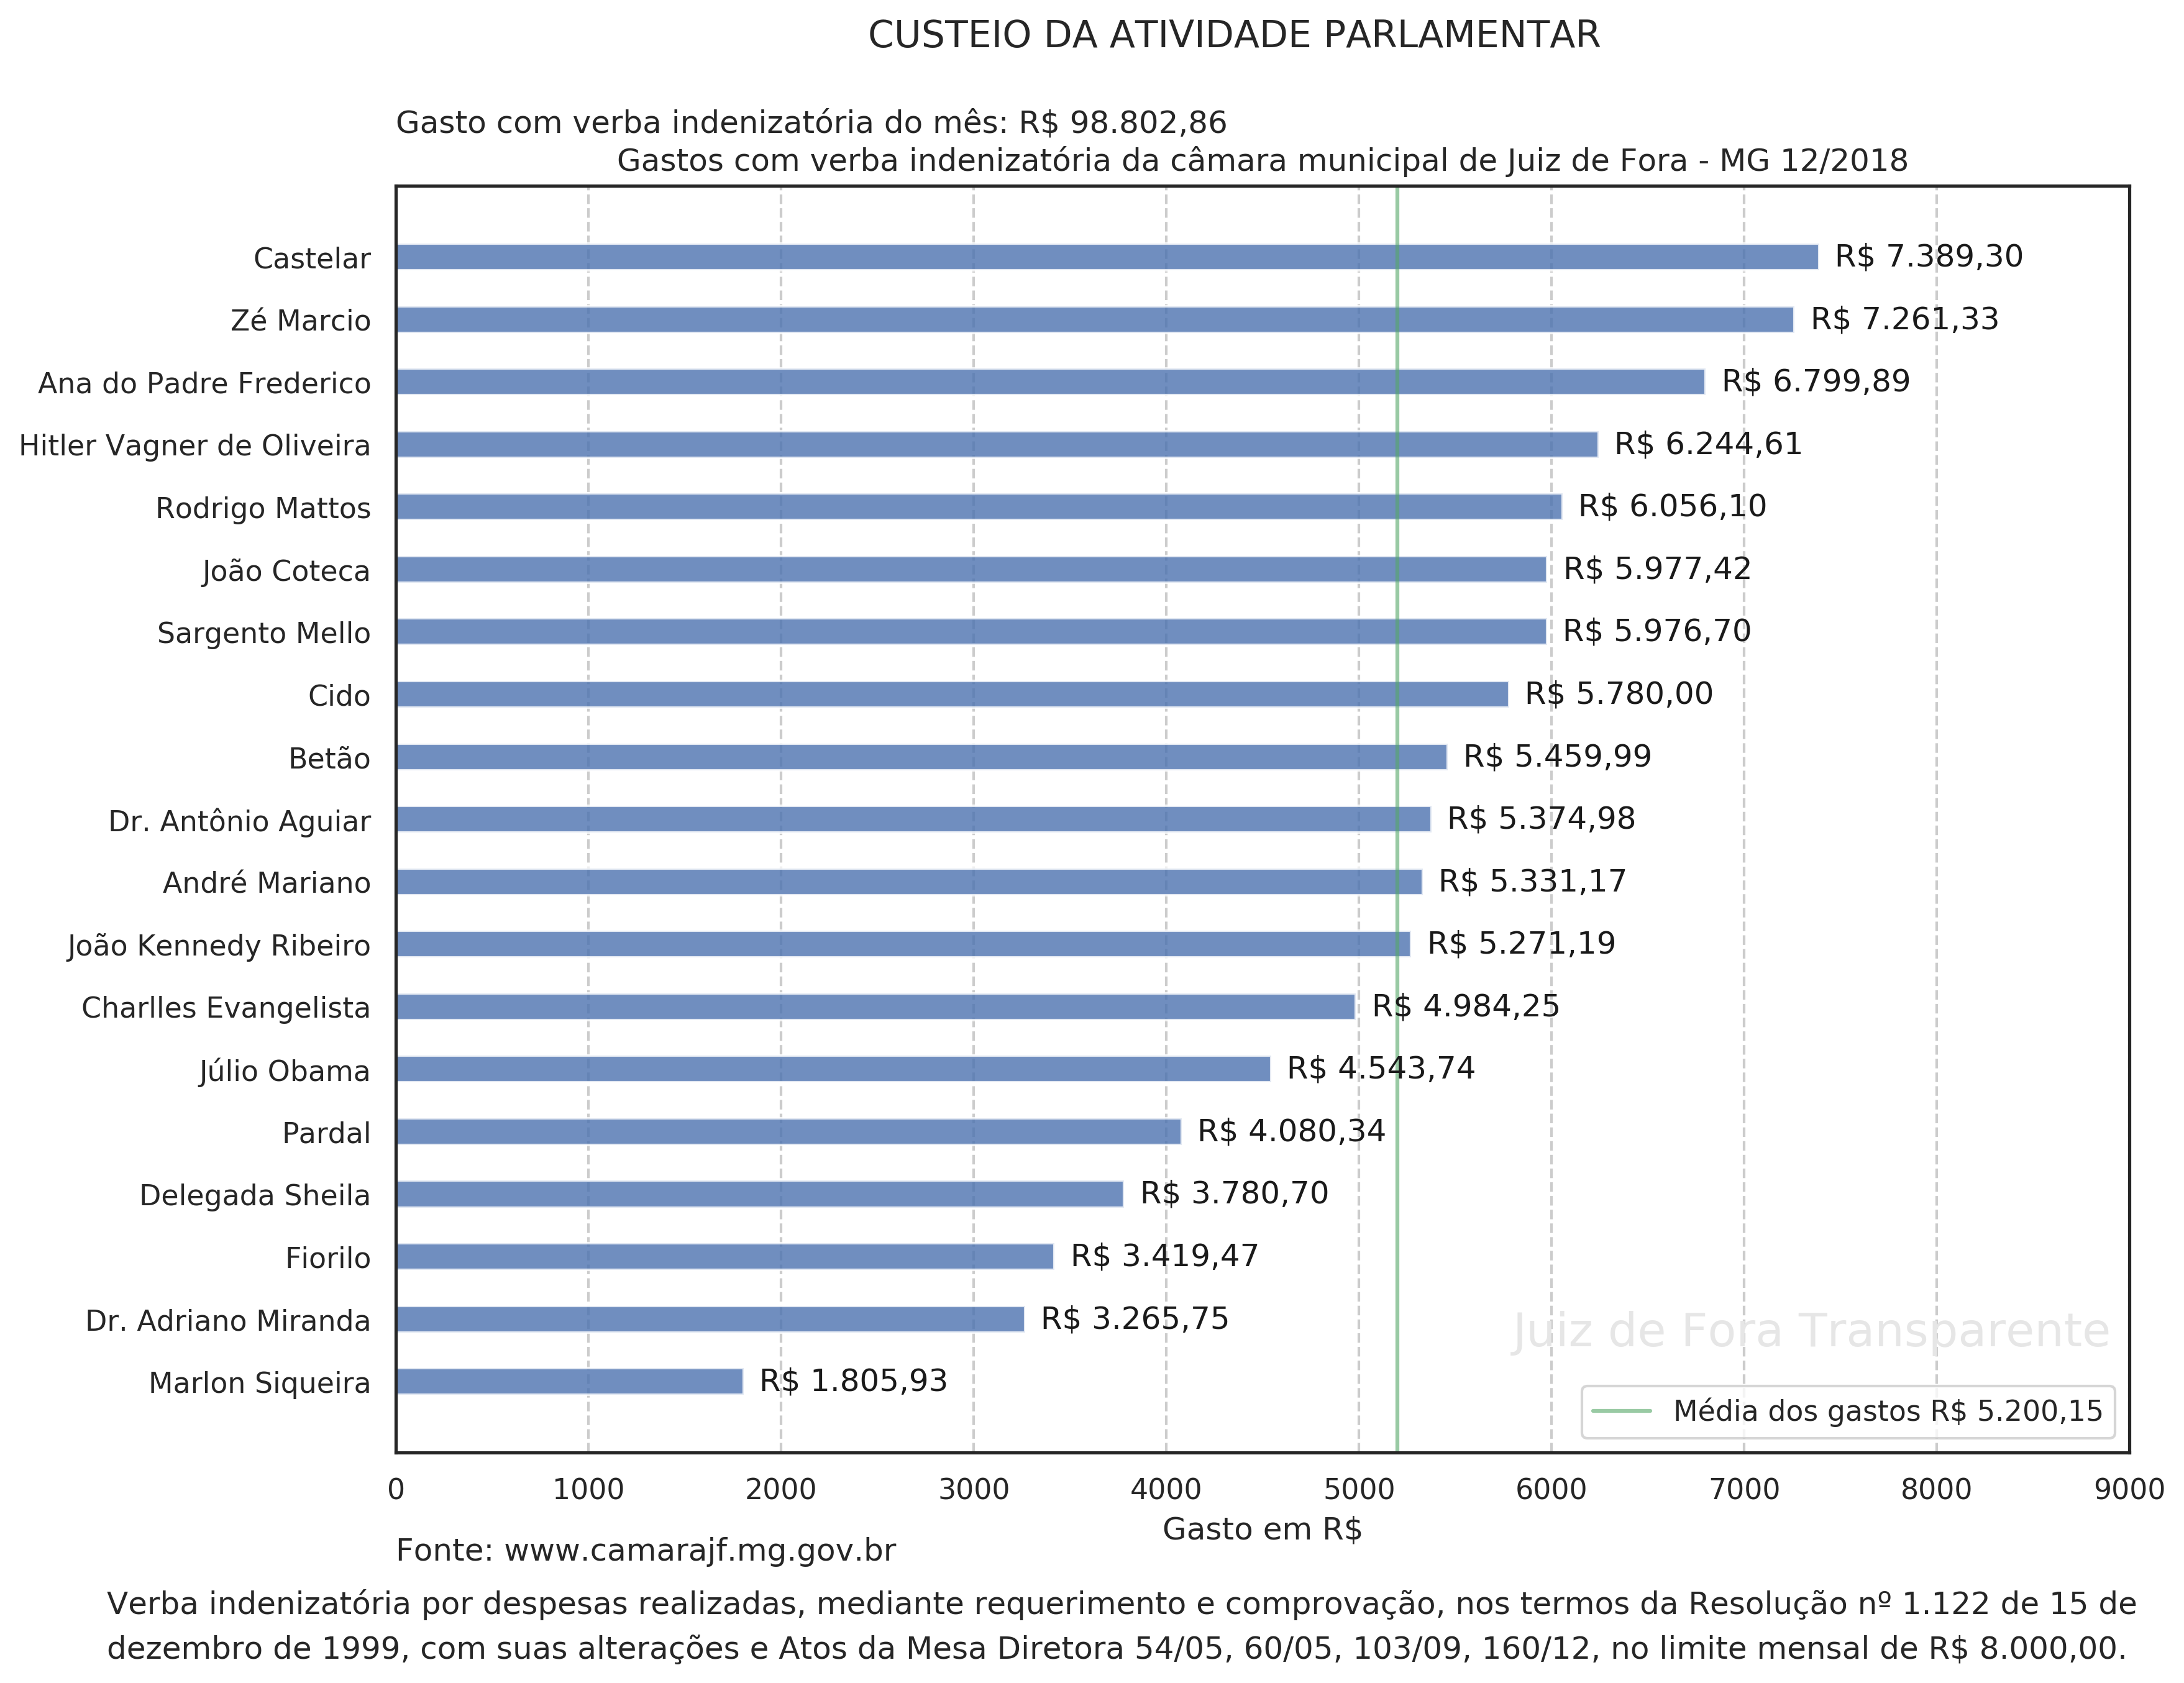 CUSTEIO DA ATIVIDADE PARLAMENTAR
Gasto com verba indenizatória do mês: R$ 98.802,86
Gastos com verba indenizatória da câmara municipal de Juiz de Fora - MG 12/2018
Castelar R$ 7.389,30
Zé Marcio R$ 7.261,33
Ana do Padre Frederico R$ 6.799,89
Hitler Vagner de Oliveira R$ 6.244,61
Rodrigo Mattos R$ 6.056,10
João Coteca R$ 5.977,42
Sargento Mello R$ 5.976,70
Cido R$ 5.780,00
Betão R$ 5.459,99
Dr. Antônio Aguiar R$ 5.374,98
André Mariano R$ 5.331,17
João Kennedy Ribeiro R$ 5.271,19
Charlles Evangelista R$ 4.984,25
Júlio Obama R$ 4.543,74
Pardal R$ 4.080,34
Delegada Sheila R$ 3.780,70
Fiorilo R$ 3.419,47
Dr. Adriano Miranda R$ 3.265,75
Juiz de Fora Transparente
Marlon Siqueira R$ 1.805,93
Média dos gastos R$ 5.200,15
0 1000 2000 3000 4000 5000 6000 7000 8000 9000
Gasto em R$
Fonte: www.camarajf.mg.gov.br
Verba indenizatória por despesas realizadas, mediante requerimento e comprovação, nos termos da Resolução nº 1.122 de 15 de
dezembro de 1999, com suas alterações e Atos da Mesa Diretora 54/05, 60/05, 103/09, 160/12, no limite mensal de R$ 8.000,00.